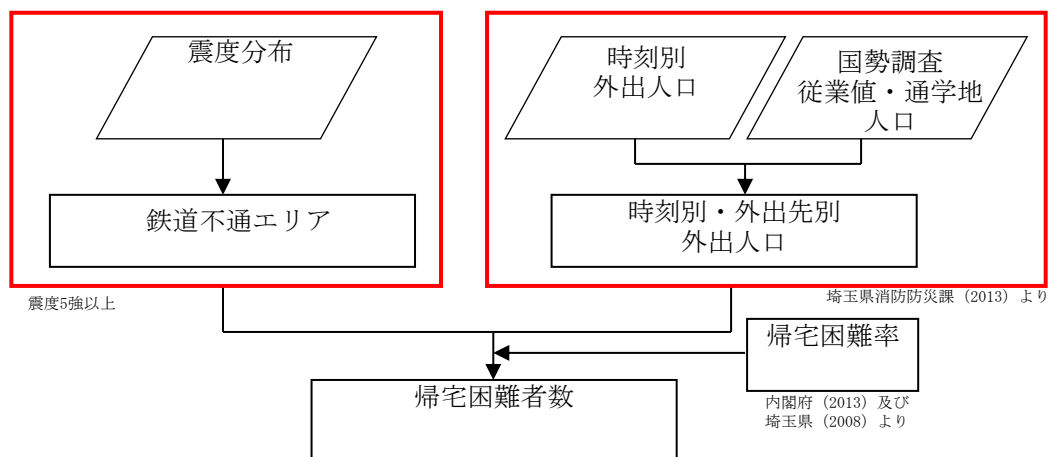 震度分布
鉄道不通エリア
震度5強以上
時刻別
外出人口
国勢調査
従業値・通学地
人口
時刻別・外出先別
外出人口
埼玉県消防防災課（2013）より
帰宅困難率
内閣府（2013）及び
埼玉県（2008）より
帰宅困難者数